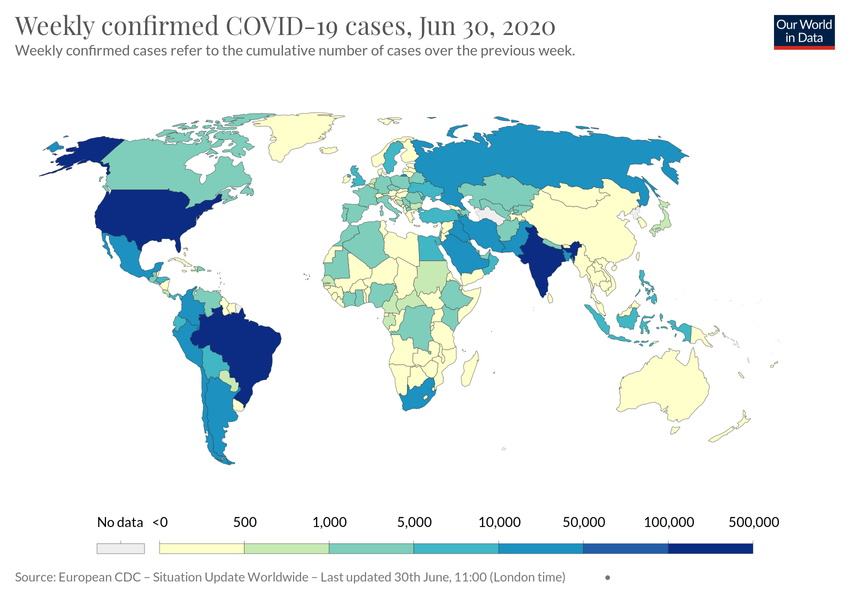 Weekly confirmed COVID-19 cases, Jun 30, 2020
Our World
in Data
Weekly confirmed cases refer to the cumulative number of cases over the previous week.
No data <0 500 1,000 5,000 10,000 50,000 100,000 500,000
Source: European CDC – Situation Update Worldwide – Last updated 30th June, 11:00 (London time) •